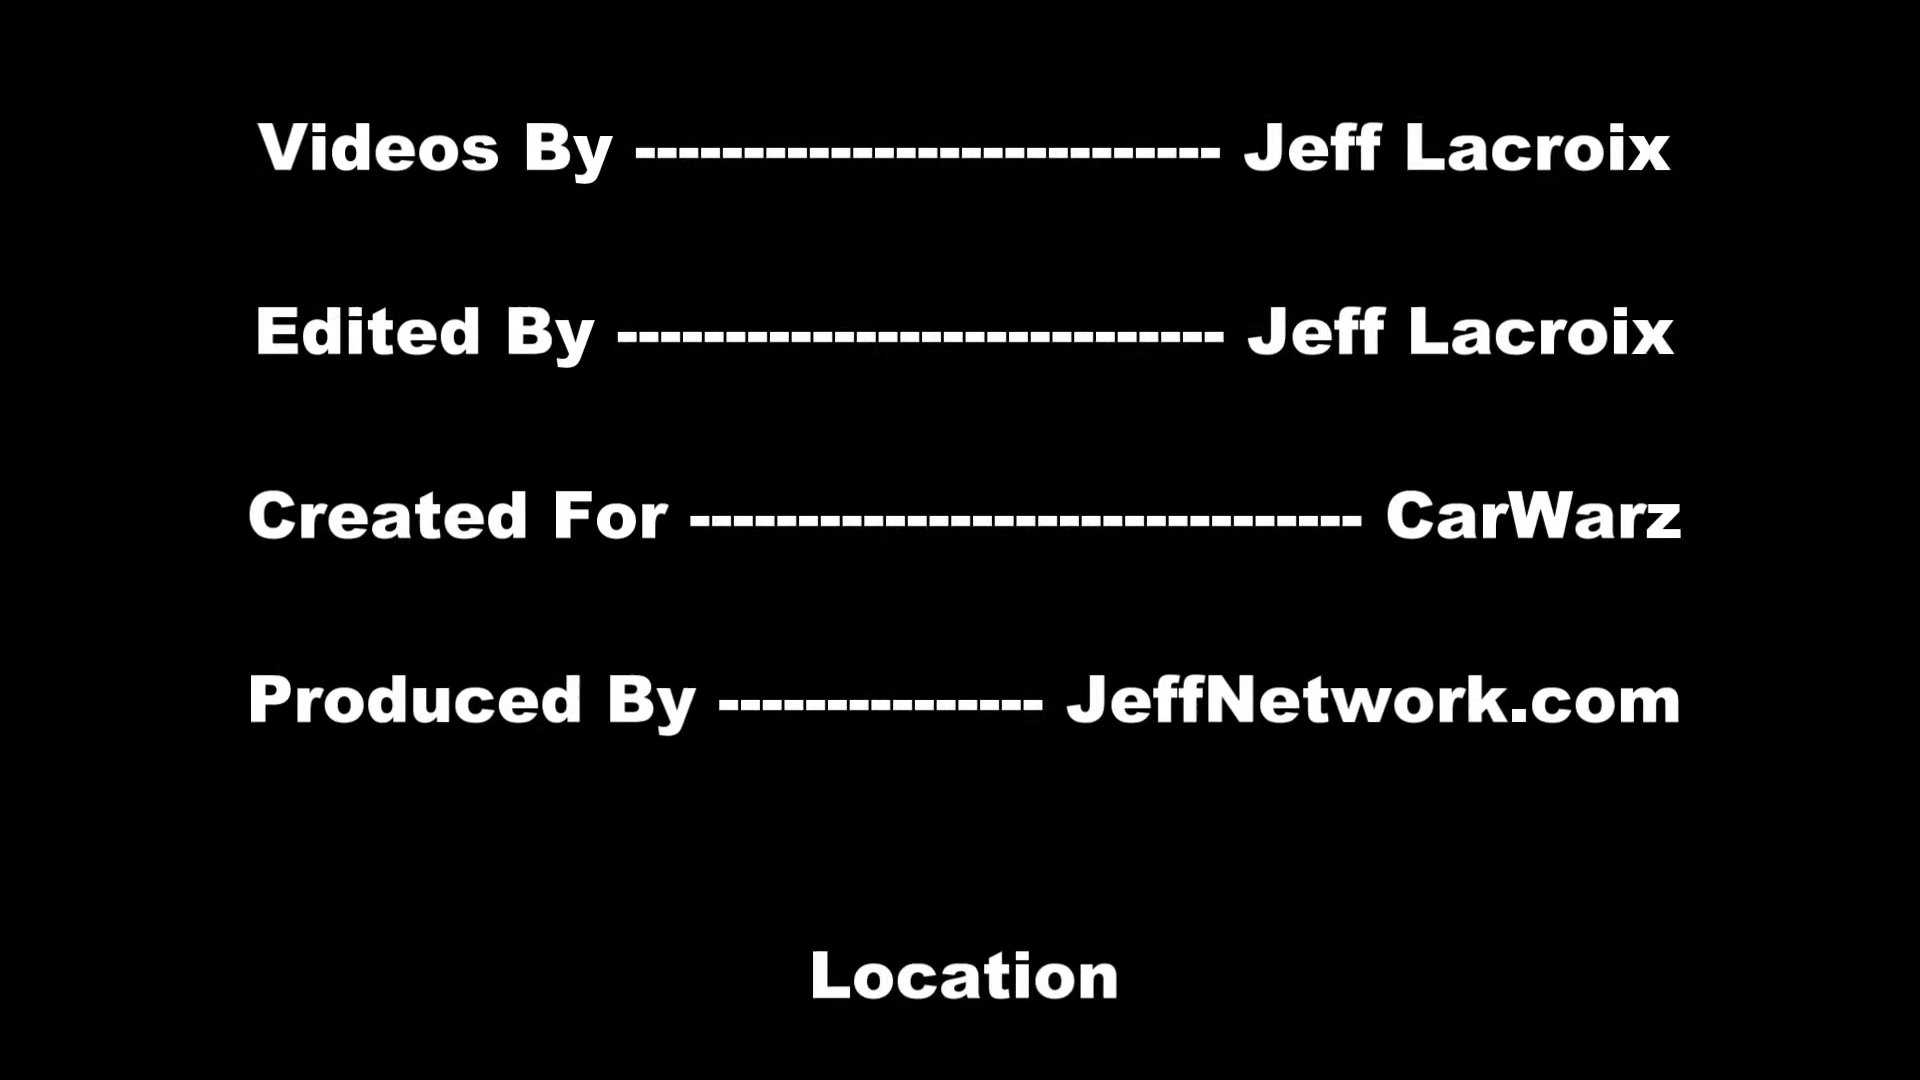 Videos By --------------------------- Jeff Lacroix
Edited By ---------------------------- Jeff Lacroix
Created For ------------------------------- CarWarz
Produced By --------------- JeffNetwork.com
Location